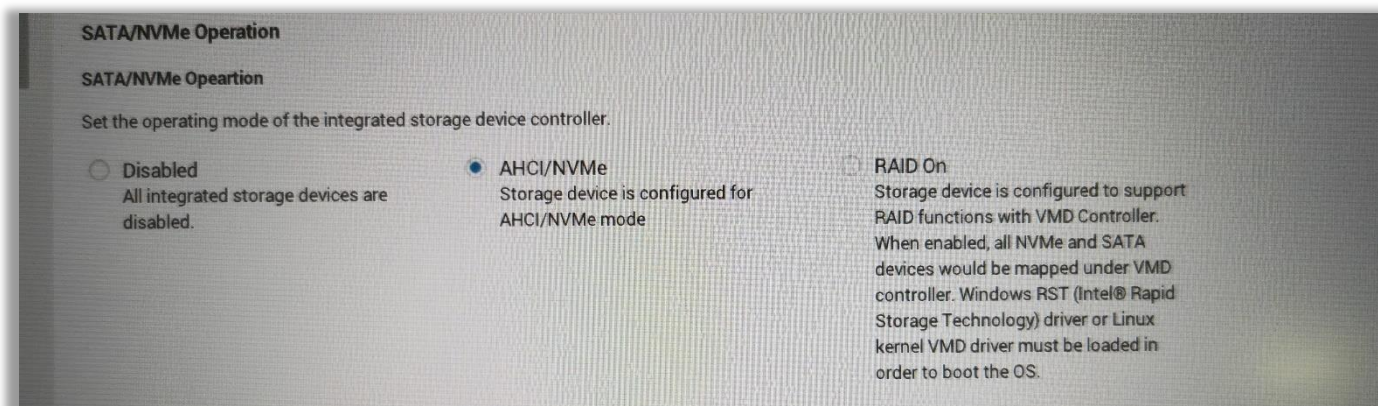 SATA/NVMe Operation
SATA/NVMe Opeartion
Set the operating mode of the integrated storage device controller.
Disabled
All integrated storage devices are
disabled.
AHCI/NVMe
Storage device is configured for
AHCI/NVMe mode
RAID On
Storage device is configured to support
RAID functions with VMD Controller.
When enabled, all NVMe and SATA
devices would be mapped under VMD
controller. Windows RST (Intel® Rapid
Storage Technology) driver or Linux
kernel VMD driver must be loaded in
order to boot the OS.